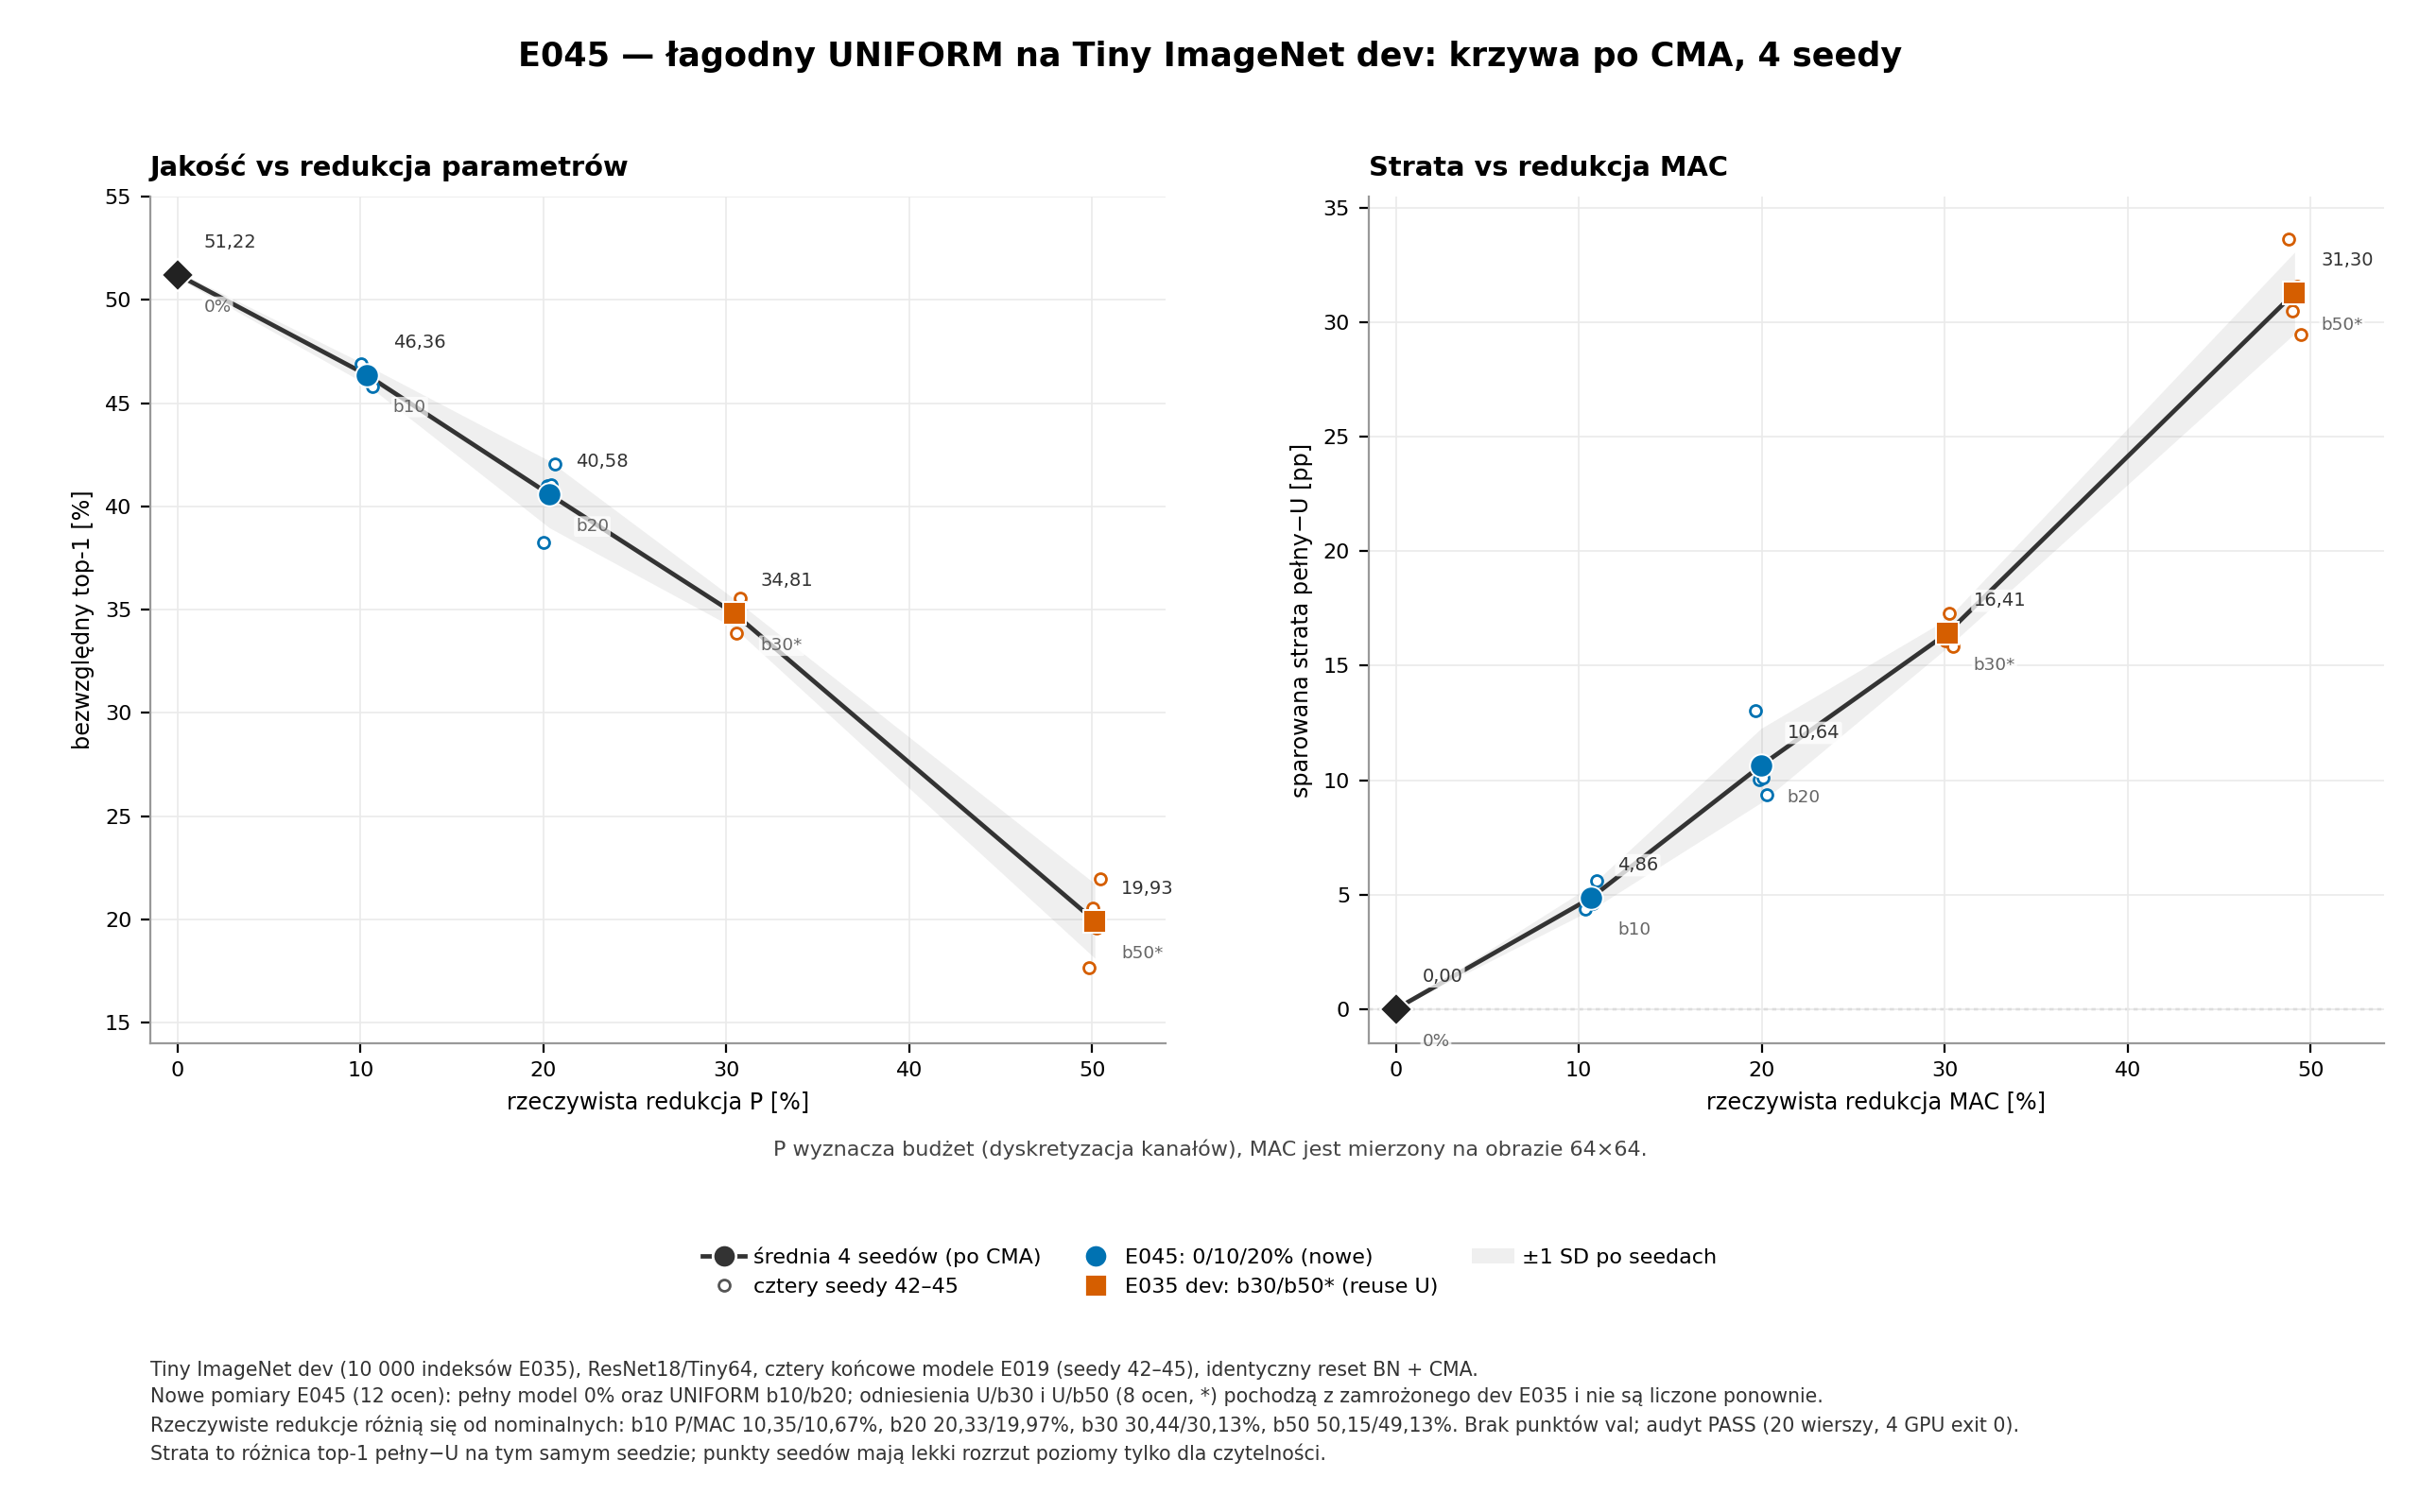 E045 — łagodny UNIFORM na Tiny ImageNet dev: krzywa po CMA, 4 seedy
Jakość vs redukcja parametrów
bezwzględny top-1 [%]
55
50
45
40
35
30
25
20
15
51,22
0%
46,36
b10
40,58
b20
34,81
b30*
19,93
b50*
0
10
20
30
40
50
rzeczywista redukcja P [%]
Strata vs redukcja MAC
sparowana strata pełny−U [pp]
35
30
25
20
15
10
5
0
31,30
b50*
16,41
b30*
10,64
b20
4,86
b10
0,00
0%
0
10
20
30
40
50
rzeczywista redukcja MAC [%]
P wyznacza budżet (dyskretyzacja kanałów), MAC jest mierzony na obrazie 64×64.
średnia 4 seedów (po CMA)
cztery seedy 42–45
E045: 0/10/20% (nowe)
E035 dev: b30/b50* (reuse U)
±1 SD po seedach
Tiny ImageNet dev (10 000 indeksów E035), ResNet18/Tiny64, cztery końcowe modele E019 (seedy 42–45), identyczny reset BN + CMA.
Nowe pomiary E045 (12 ocen): pełny model 0% oraz UNIFORM b10/b20; odniesienia U/b30 i U/b50 (8 ocen, *) pochodzą z zamrożonego dev E035 i nie są liczone ponownie.
Rzeczywiste redukcje różnią się od nominalnych: b10 P/MAC 10,35/10,67%, b20 20,33/19,97%, b30 30,44/30,13%, b50 50,15/49,13%. Brak punktów val; audyt PASS (20 wierszy, 4 GPU exit 0).
Strata to różnica top-1 pełny−U na tym samym seedzie; punkty seedów mają lekki rozrzut poziomy tylko dla czytelności.